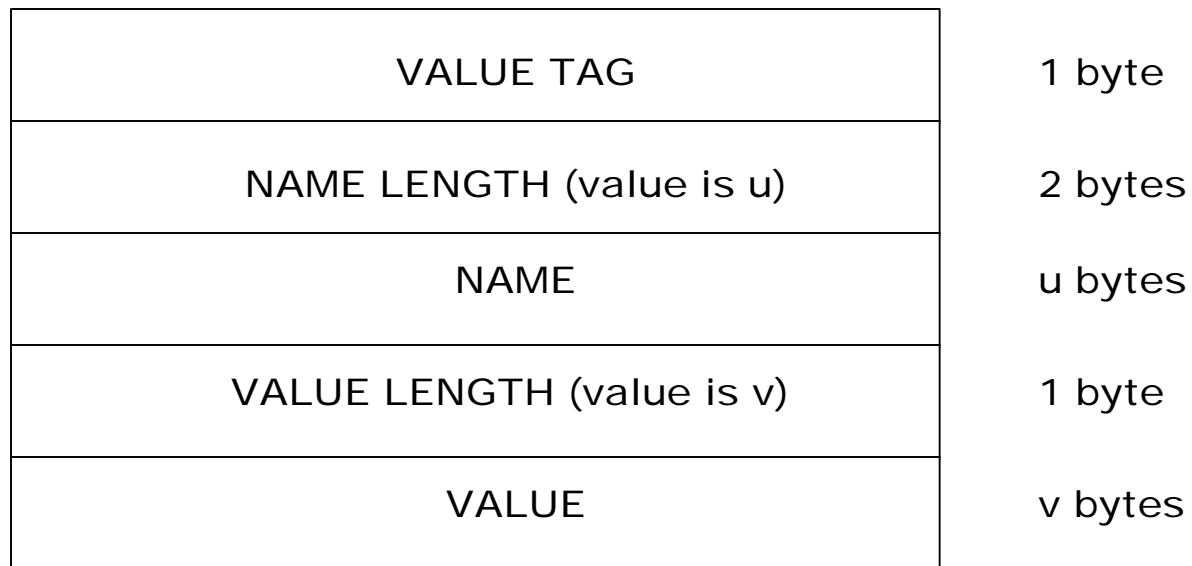 VALUE TAG 1 byte
NAME LENGTH (value is u) 2 bytes
NAME u bytes
VALUE LENGTH (value is v) 1 byte
VALUE v bytes